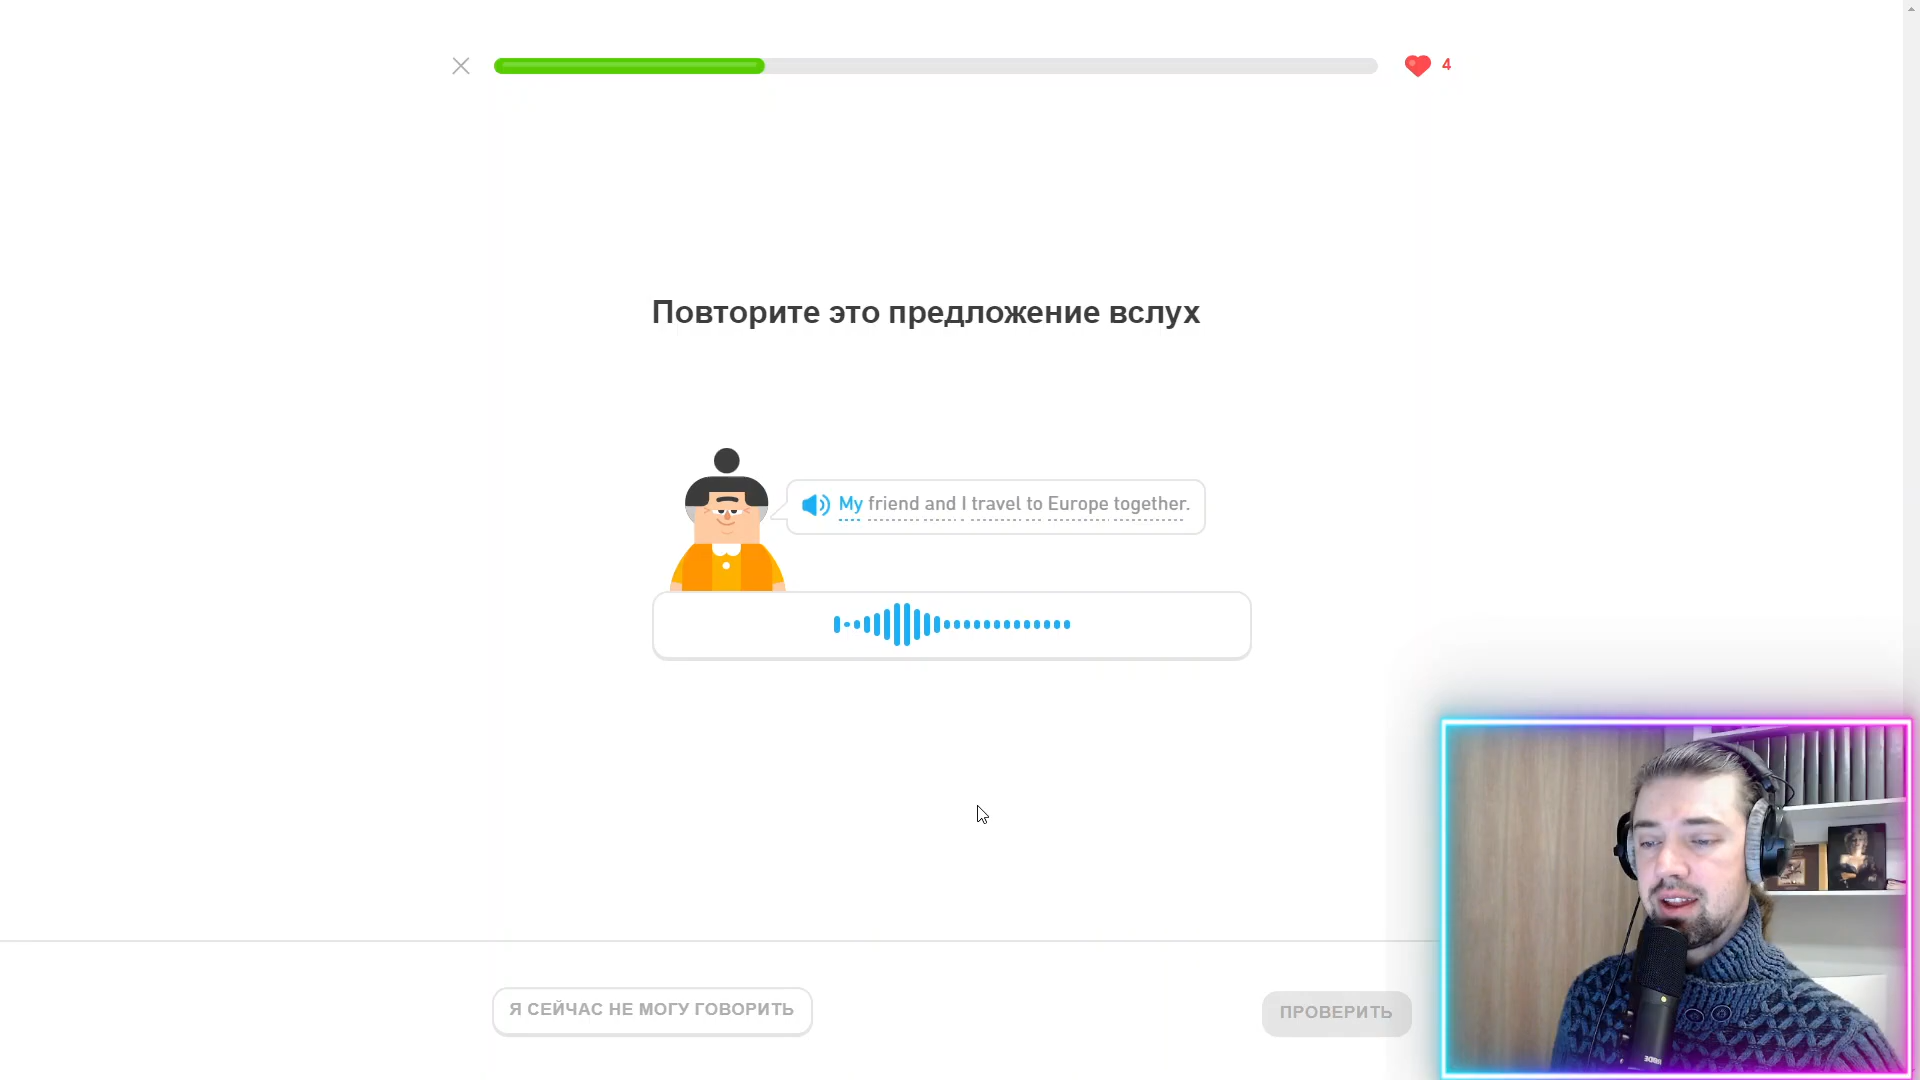 4
Повторите это предложение вслух
My friend and I travel to Europe together.
Я СЕЙЧАС НЕ МОГУ ГОВОРИТЬ
ПРОВЕРИТЬ